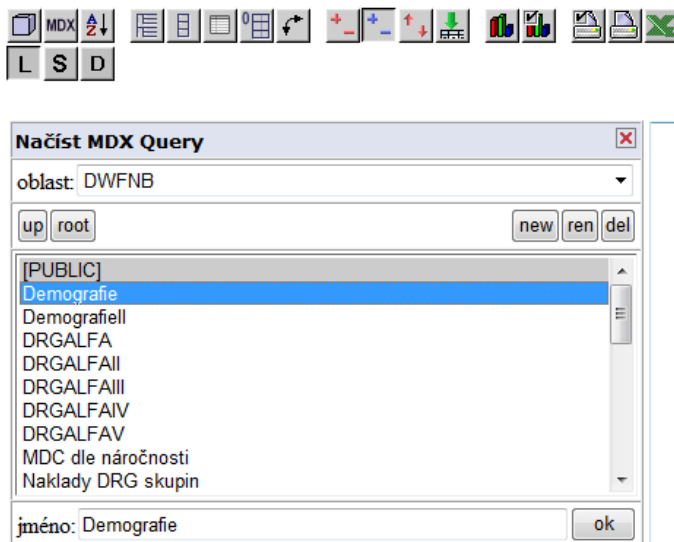 MDX A Z
0
L S D
Načíst MDX Query
oblast: DWFNB
up root new ren del
[PUBLIC]
Demografie
DemografieII
DRGALFA
DRGALFAII
DRGALFAIII
DRGALFAIV
DRGALFAV
MDC dle náročnosti
Naklady DRG skupin
jméno: Demografie ok